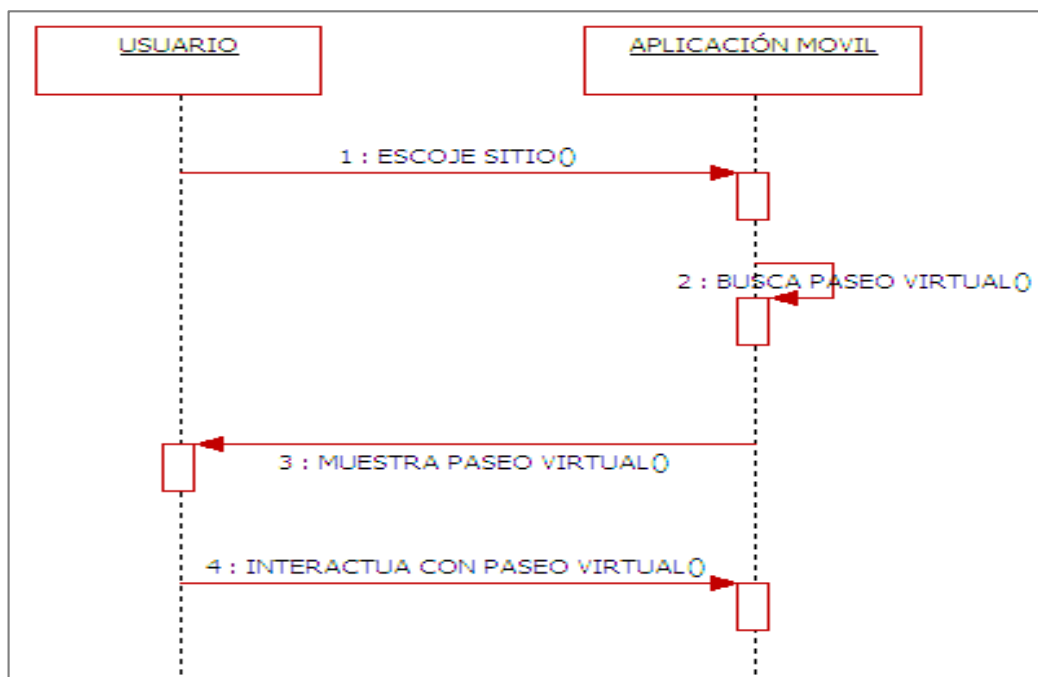 USUARIO
APLICACIÓN MOVIL
1 : ESCOJE SITIO()
2 : BUSCA PASEO VIRTUAL()
3 : MUESTRA PASEO VIRTUAL()
4 : INTERACTUA CON PASEO VIRTUAL()